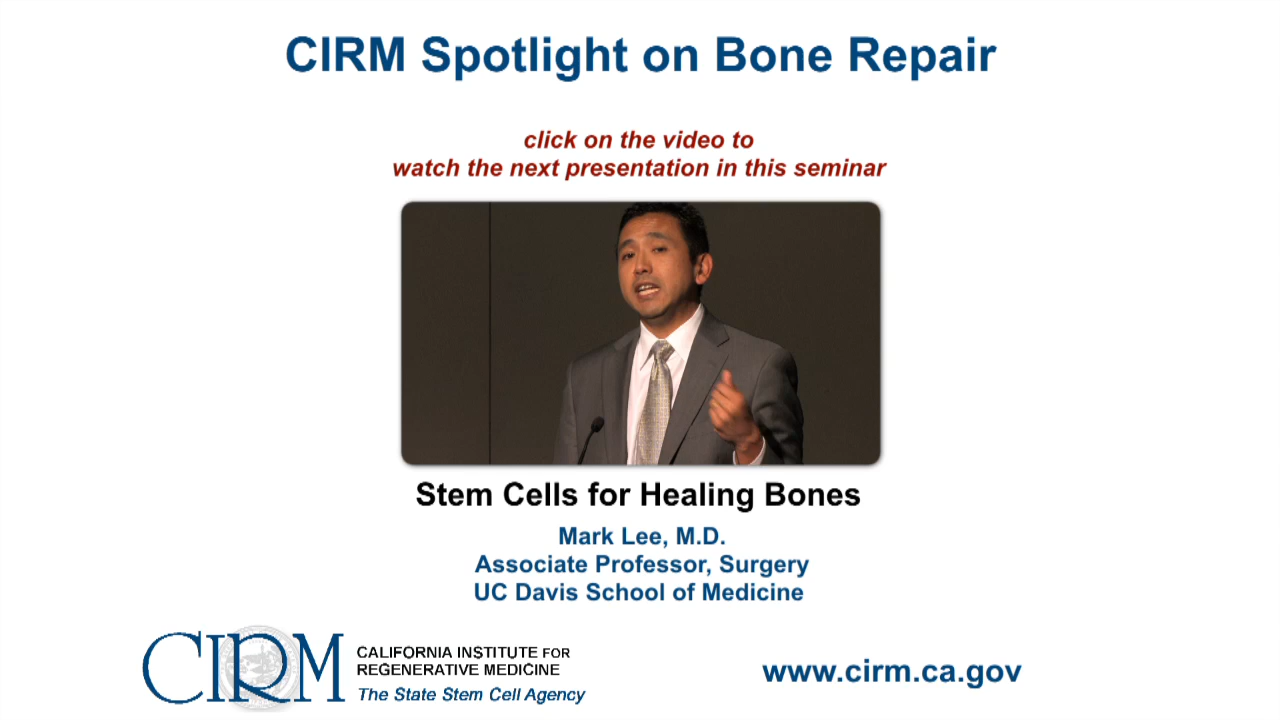 CIRM Spotlight on Bone Repair
click on the video to
watch the next presentation in this seminar
Stem Cells for Healing Bones
Mark Lee, M.D.
Associate Professor, Surgery
UC Davis School of Medicine
CIRM
CALIFORNIA INSTITUTE FOR
REGENERATIVE MEDICINE
The State Stem Cell Agency
www.cirm.ca.gov